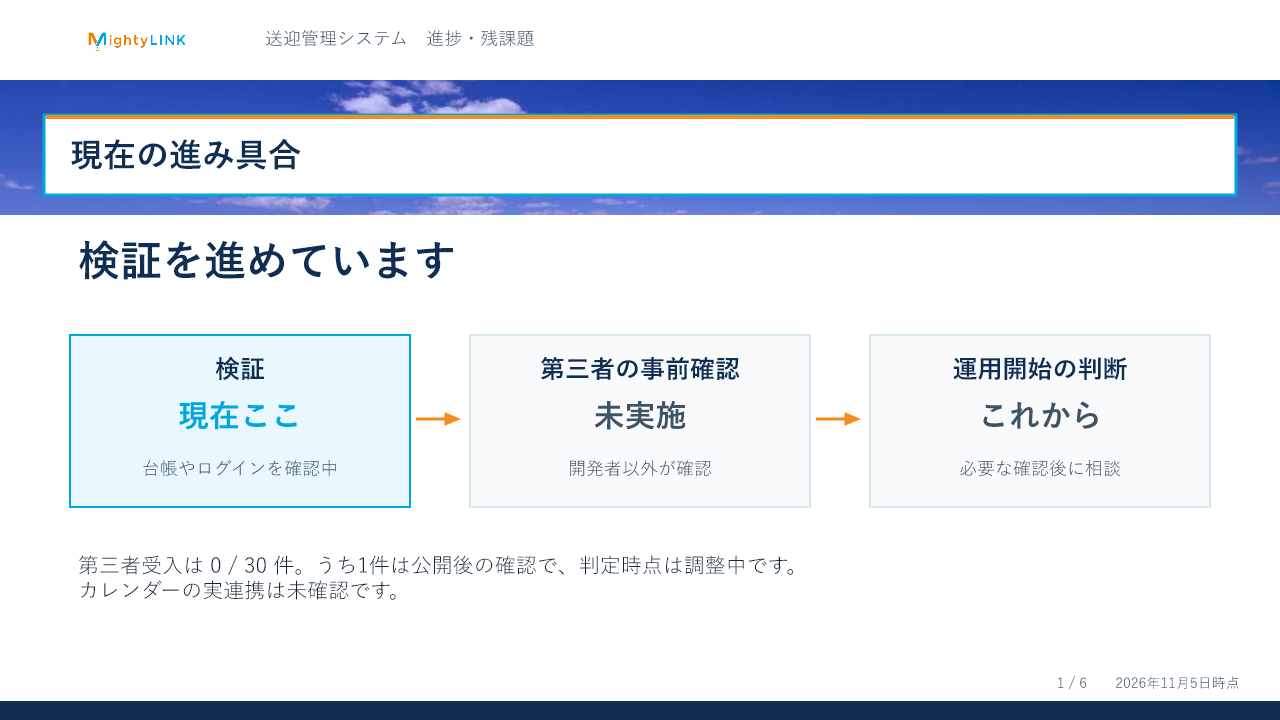 MightyLINK
送迎管理システム　進捗・残課題
現在の進み具合
検証を進めています
検証
現在ここ
台帳やログインを確認中
第三者の事前確認
未実施
開発者以外が確認
運用開始の判断
これから
必要な確認後に相談
第三者受入は 0 / 30 件。うち1件は公開後の確認で、判定時点は調整中です。
カレンダーの実連携は未確認です。
1 / 6　2026年11月5日時点